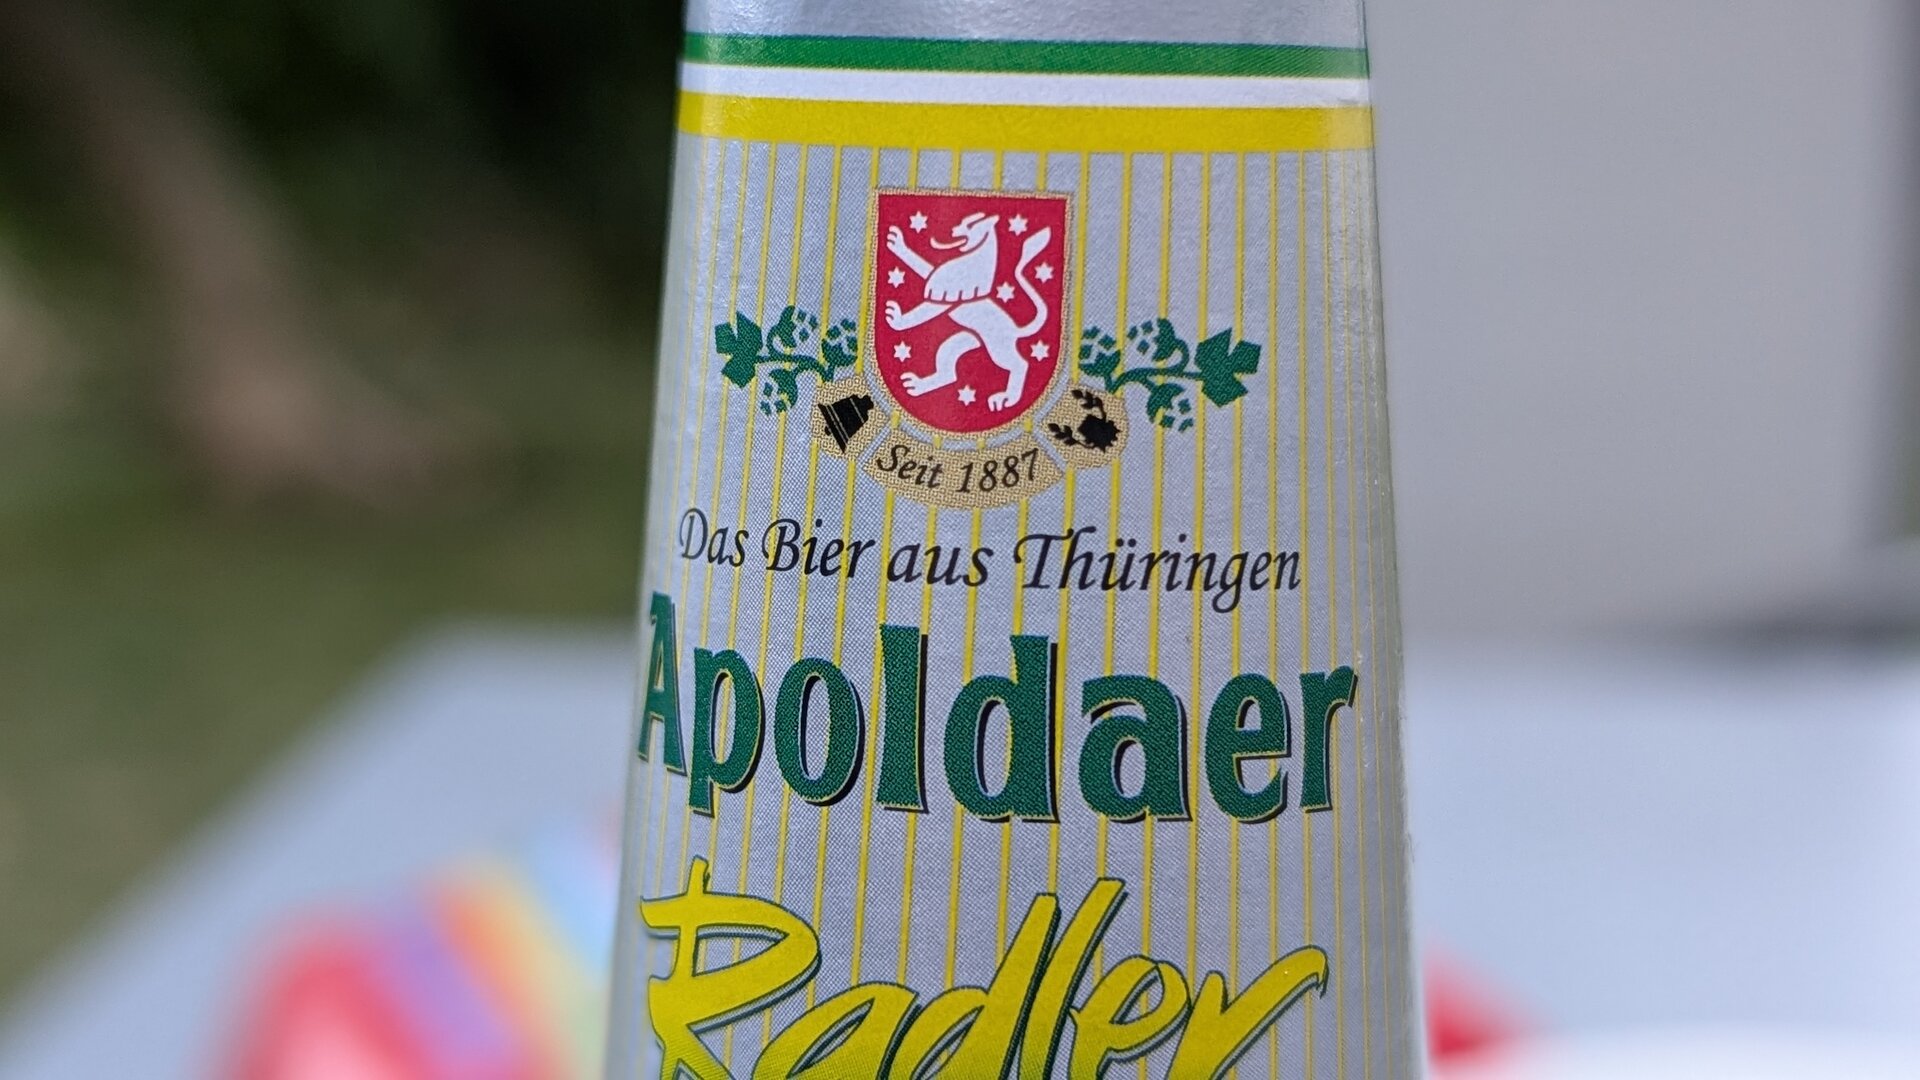 Seit 1887
Das Bier aus Thüringen
Apoldaer
Radler